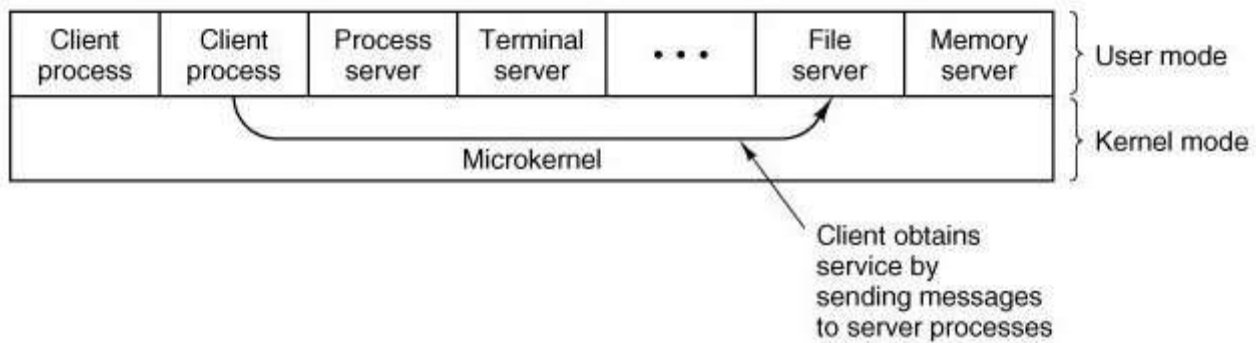 Client
process
Client
process
Process
server
Terminal
server
• • •
File
server
Memory
server
User mode
Microkernel
Kernel mode
Client obtains
service by
sending messages
to server processes